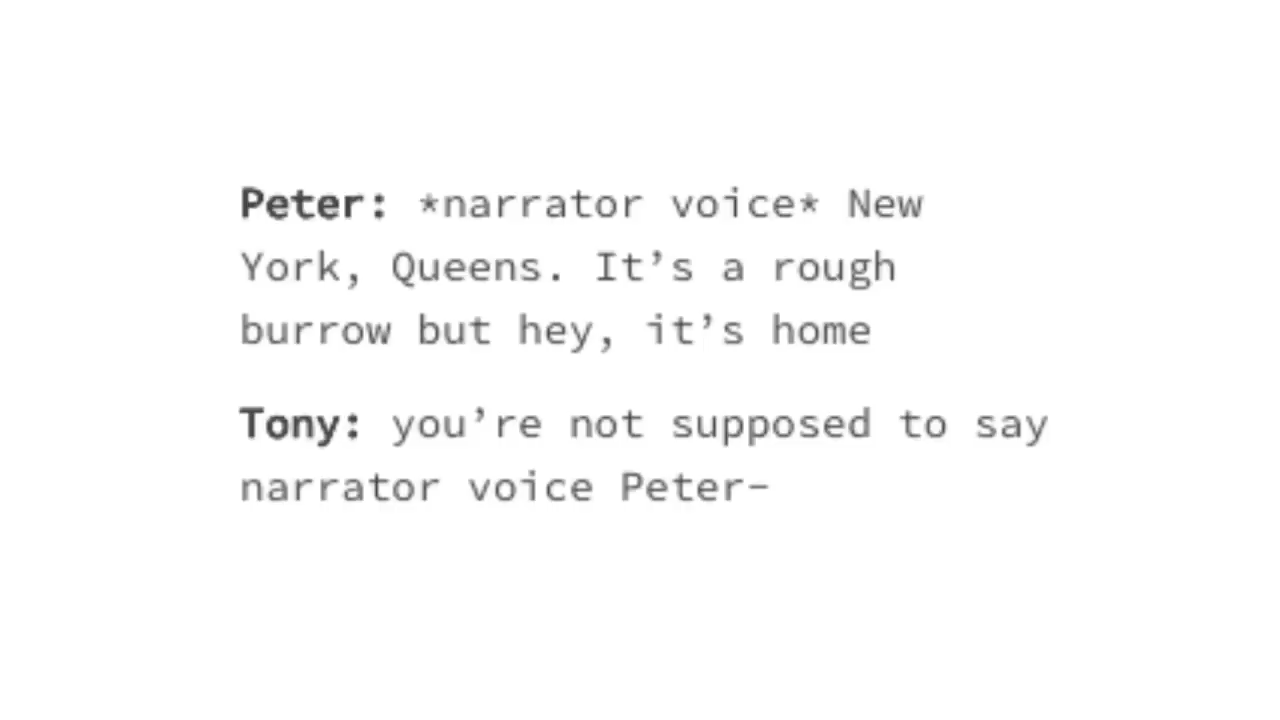 Peter: *narrator voice* New
York, Queens. It’s a rough
burrow but hey, it’s home
Tony: you’re not supposed to say
narrator voice Peter-